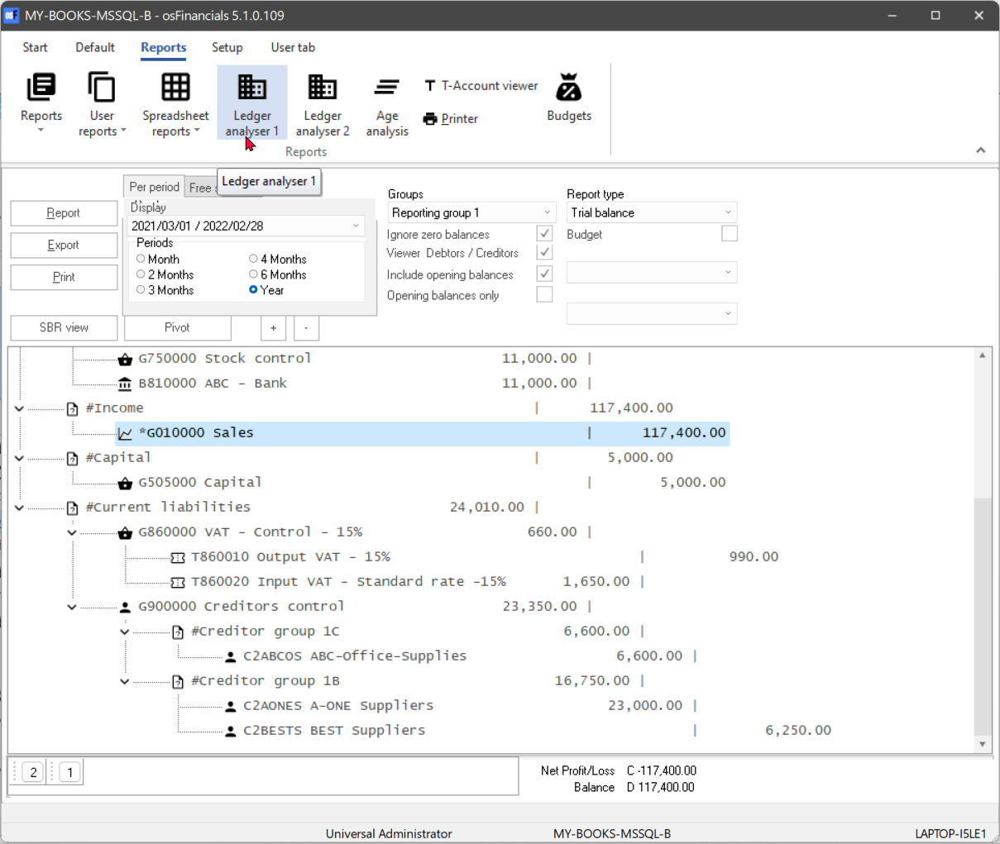 MY-BOOKS-MSSQL-B - osFinancials 5.1.0.109
Start Default Reports Setup User tab
Reports
User reports
Spreadsheet reports
Ledger analyser 1
Ledger analyser 2
Age analysis
T-Account viewer
Printer
Budgets
Reports
Ledger analyser 1
Per period Free
Report
Export
Print
Display
2021/03/01 / 2022/02/28
Periods
Month
2 Months
3 Months
4 Months
6 Months
Year
Groups
Reporting group 1
Ignore zero balances
Viewer Debtors / Creditors
Include opening balances
Opening balances only
Report type
Trial balance
Budget
SBR view Pivot + -
G750000 Stock control 11,000.00 |
B810000 ABC - Bank 11,000.00 |
#Income | 117,400.00
*G010000 Sales | 117,400.00
#Capital | 5,000.00
G505000 Capital | 5,000.00
#Current liabilities 24,010.00 |
G860000 VAT - Control - 15% 660.00 |
T860010 Output VAT - 15% | 990.00
T860020 Input VAT - Standard rate -15% 1,650.00 |
G900000 Creditors control 23,350.00 |
#Creditor group 1C 6,600.00 |
C2ABCOS ABC-Office-Supplies 6,600.00 |
#Creditor group 1B 16,750.00 |
C2AONES A-ONE Suppliers 23,000.00 |
C2BESTS BEST Suppliers | 6,250.00
2 1
Net Profit/Loss C -117,400.00
Balance D 117,400.00
Universal Administrator MY-BOOKS-MSSQL-B LAPTOP-I5LE1